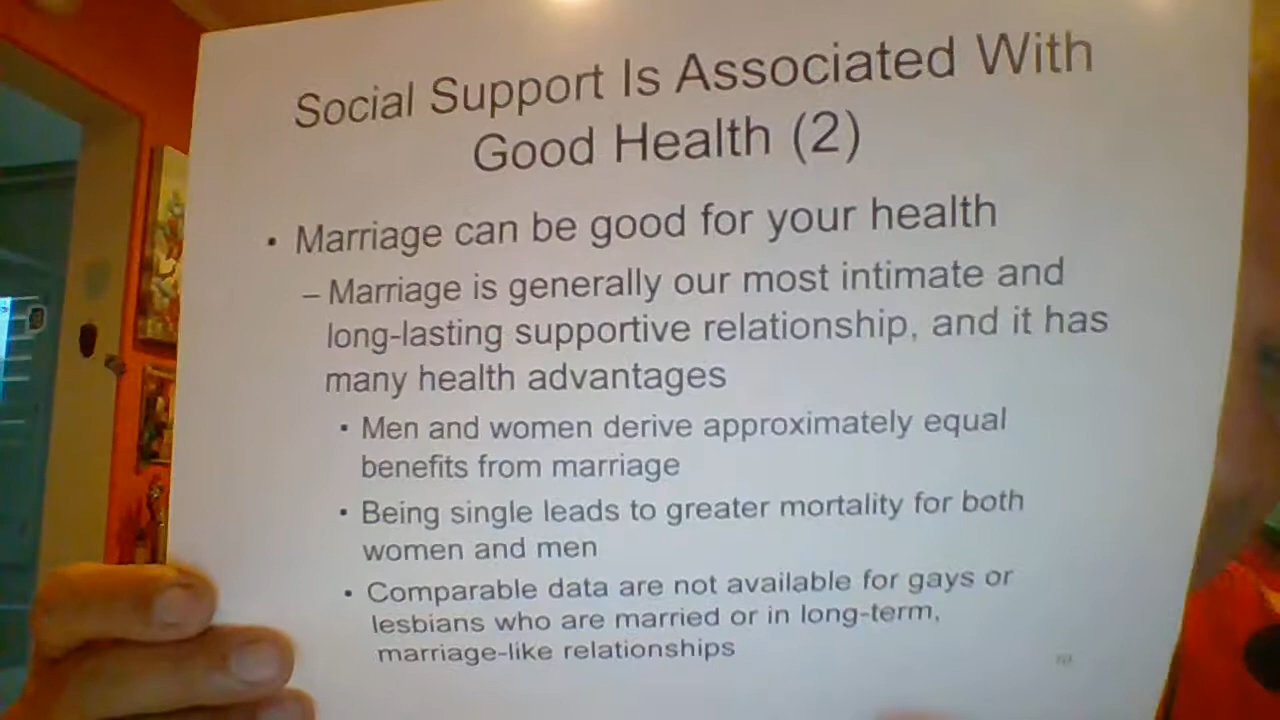 Social Support Is Associated With
Good Health (2)
• Marriage can be good for your health
– Marriage is generally our most intimate and
long-lasting supportive relationship, and it has
many health advantages
• Men and women derive approximately equal
benefits from marriage
• Being single leads to greater mortality for both
women and men
• Comparable data are not available for gays or
lesbians who are married or in long-term,
marriage-like relationships